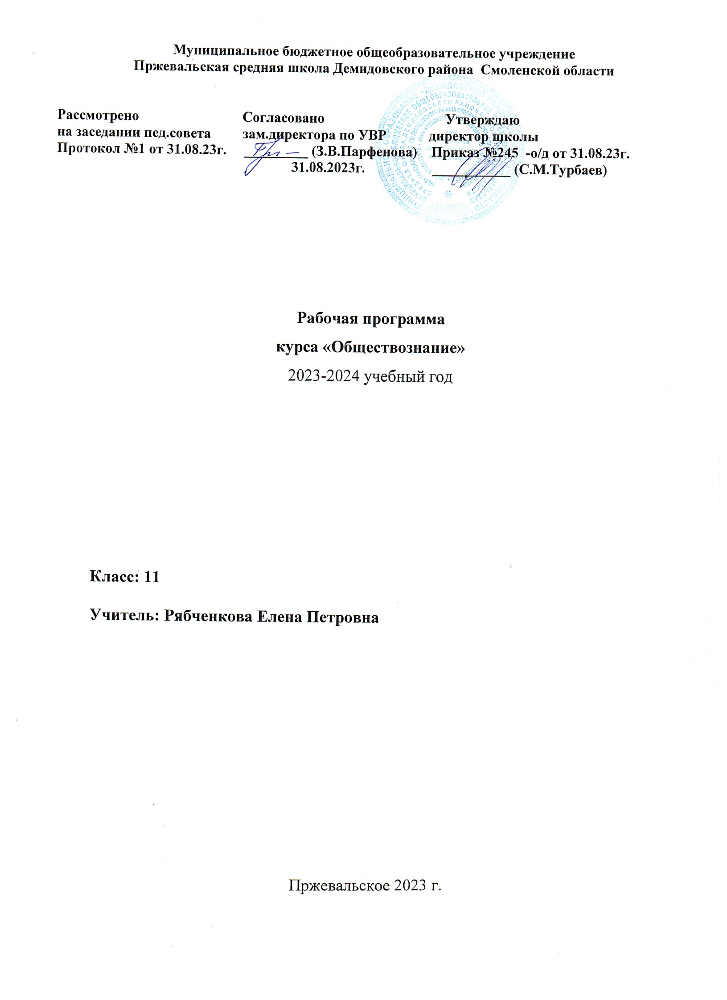 Муниципальное бюджетное общеобразовательное учреждение
Пржевальская средняя школа Демидовского района Смоленской области
Рассмотрено
на заседании пед.совета
Протокол №1 от 31.08.23г.
Согласовано
зам.директора по УВР
__________ (З.В.Парфенова)
31.08.2023г.
Утверждаю
директор школы
Приказ №245 -о/д от 31.08.23г.
____________ (С.М.Турбаев)
Рабочая программа
курса «Обществознание»
2023-2024 учебный год
Класс: 11
Учитель: Рябченкова Елена Петровна
Пржевальское 2023 г.